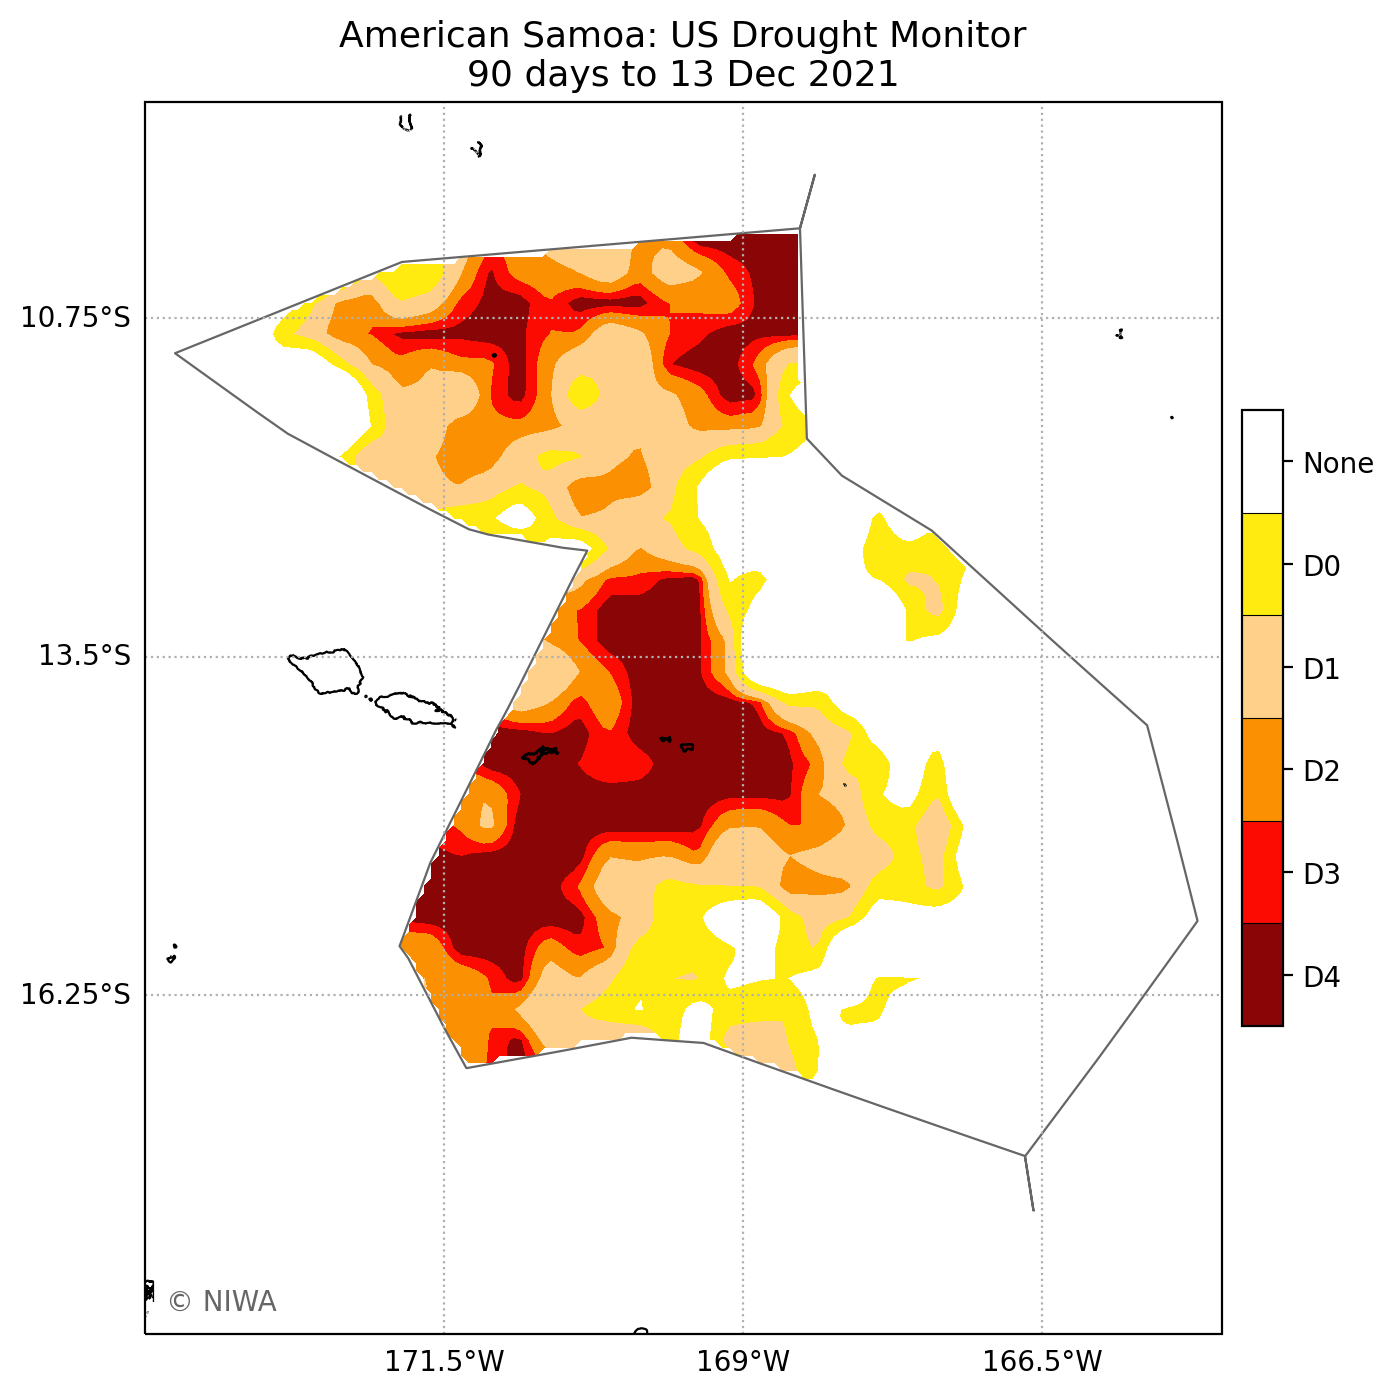 American Samoa: US Drought Monitor
90 days to 13 Dec 2021
10.75°S
13.5°S
16.25°S
171.5°W
169°W
166.5°W
None
D0
D1
D2
D3
D4
© NIWA